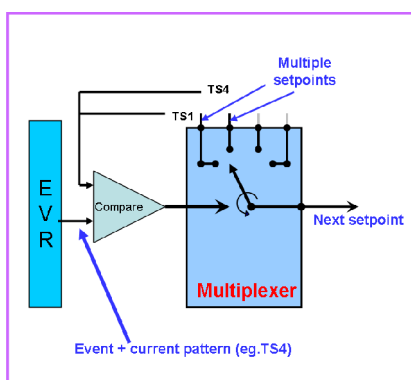 Multiple
setpoints
TS4
TS1
E
V
R
Compare
Next setpoint
Multiplexer
Event + current pattern (eg.TS4)